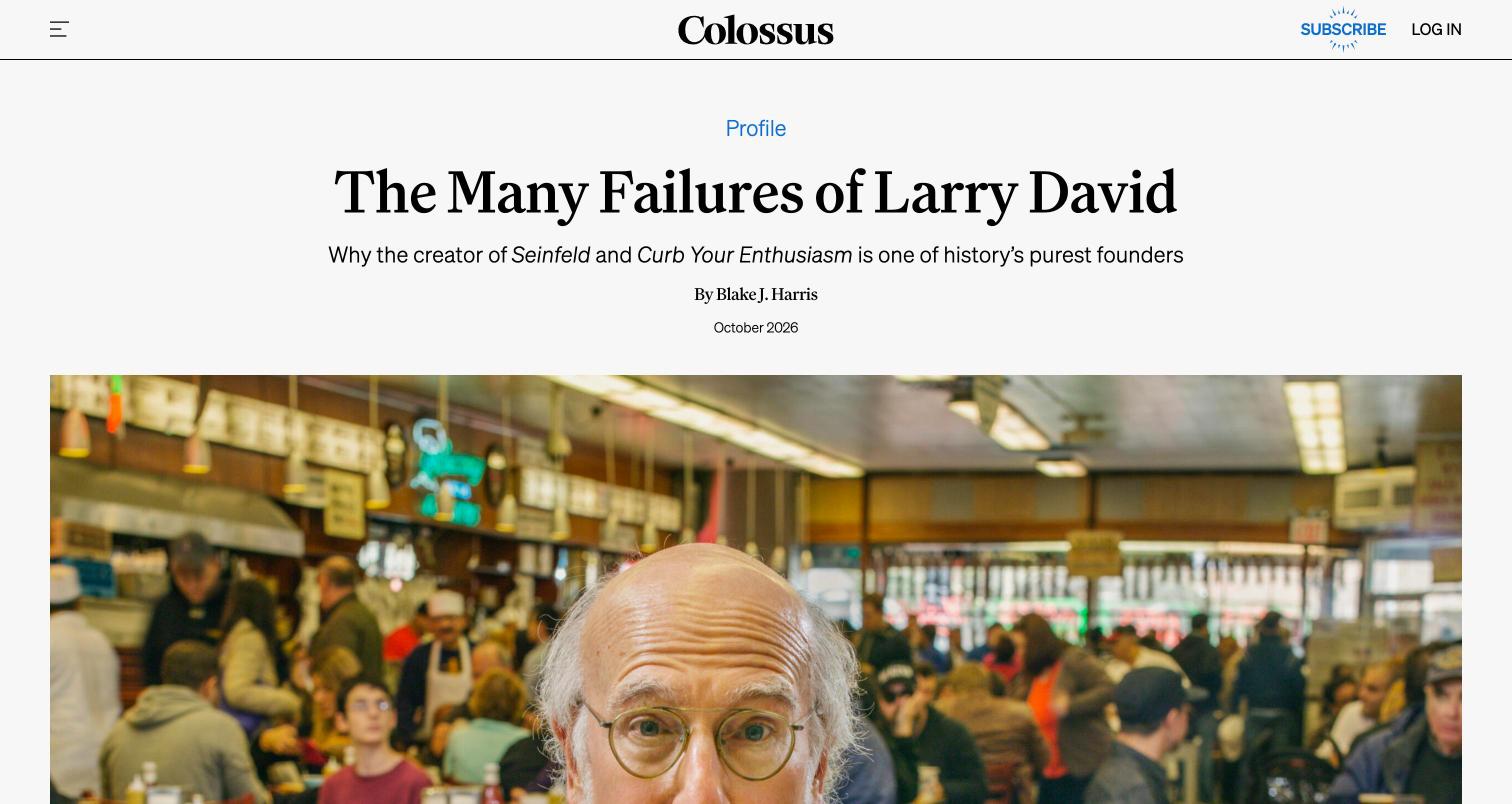 Colossus
SUBSCRIBE
LOG IN
Profile
The Many Failures of Larry David
Why the creator of Seinfeld and Curb Your Enthusiasm is one of history’s purest founders
By Blake J. Harris
October 2026